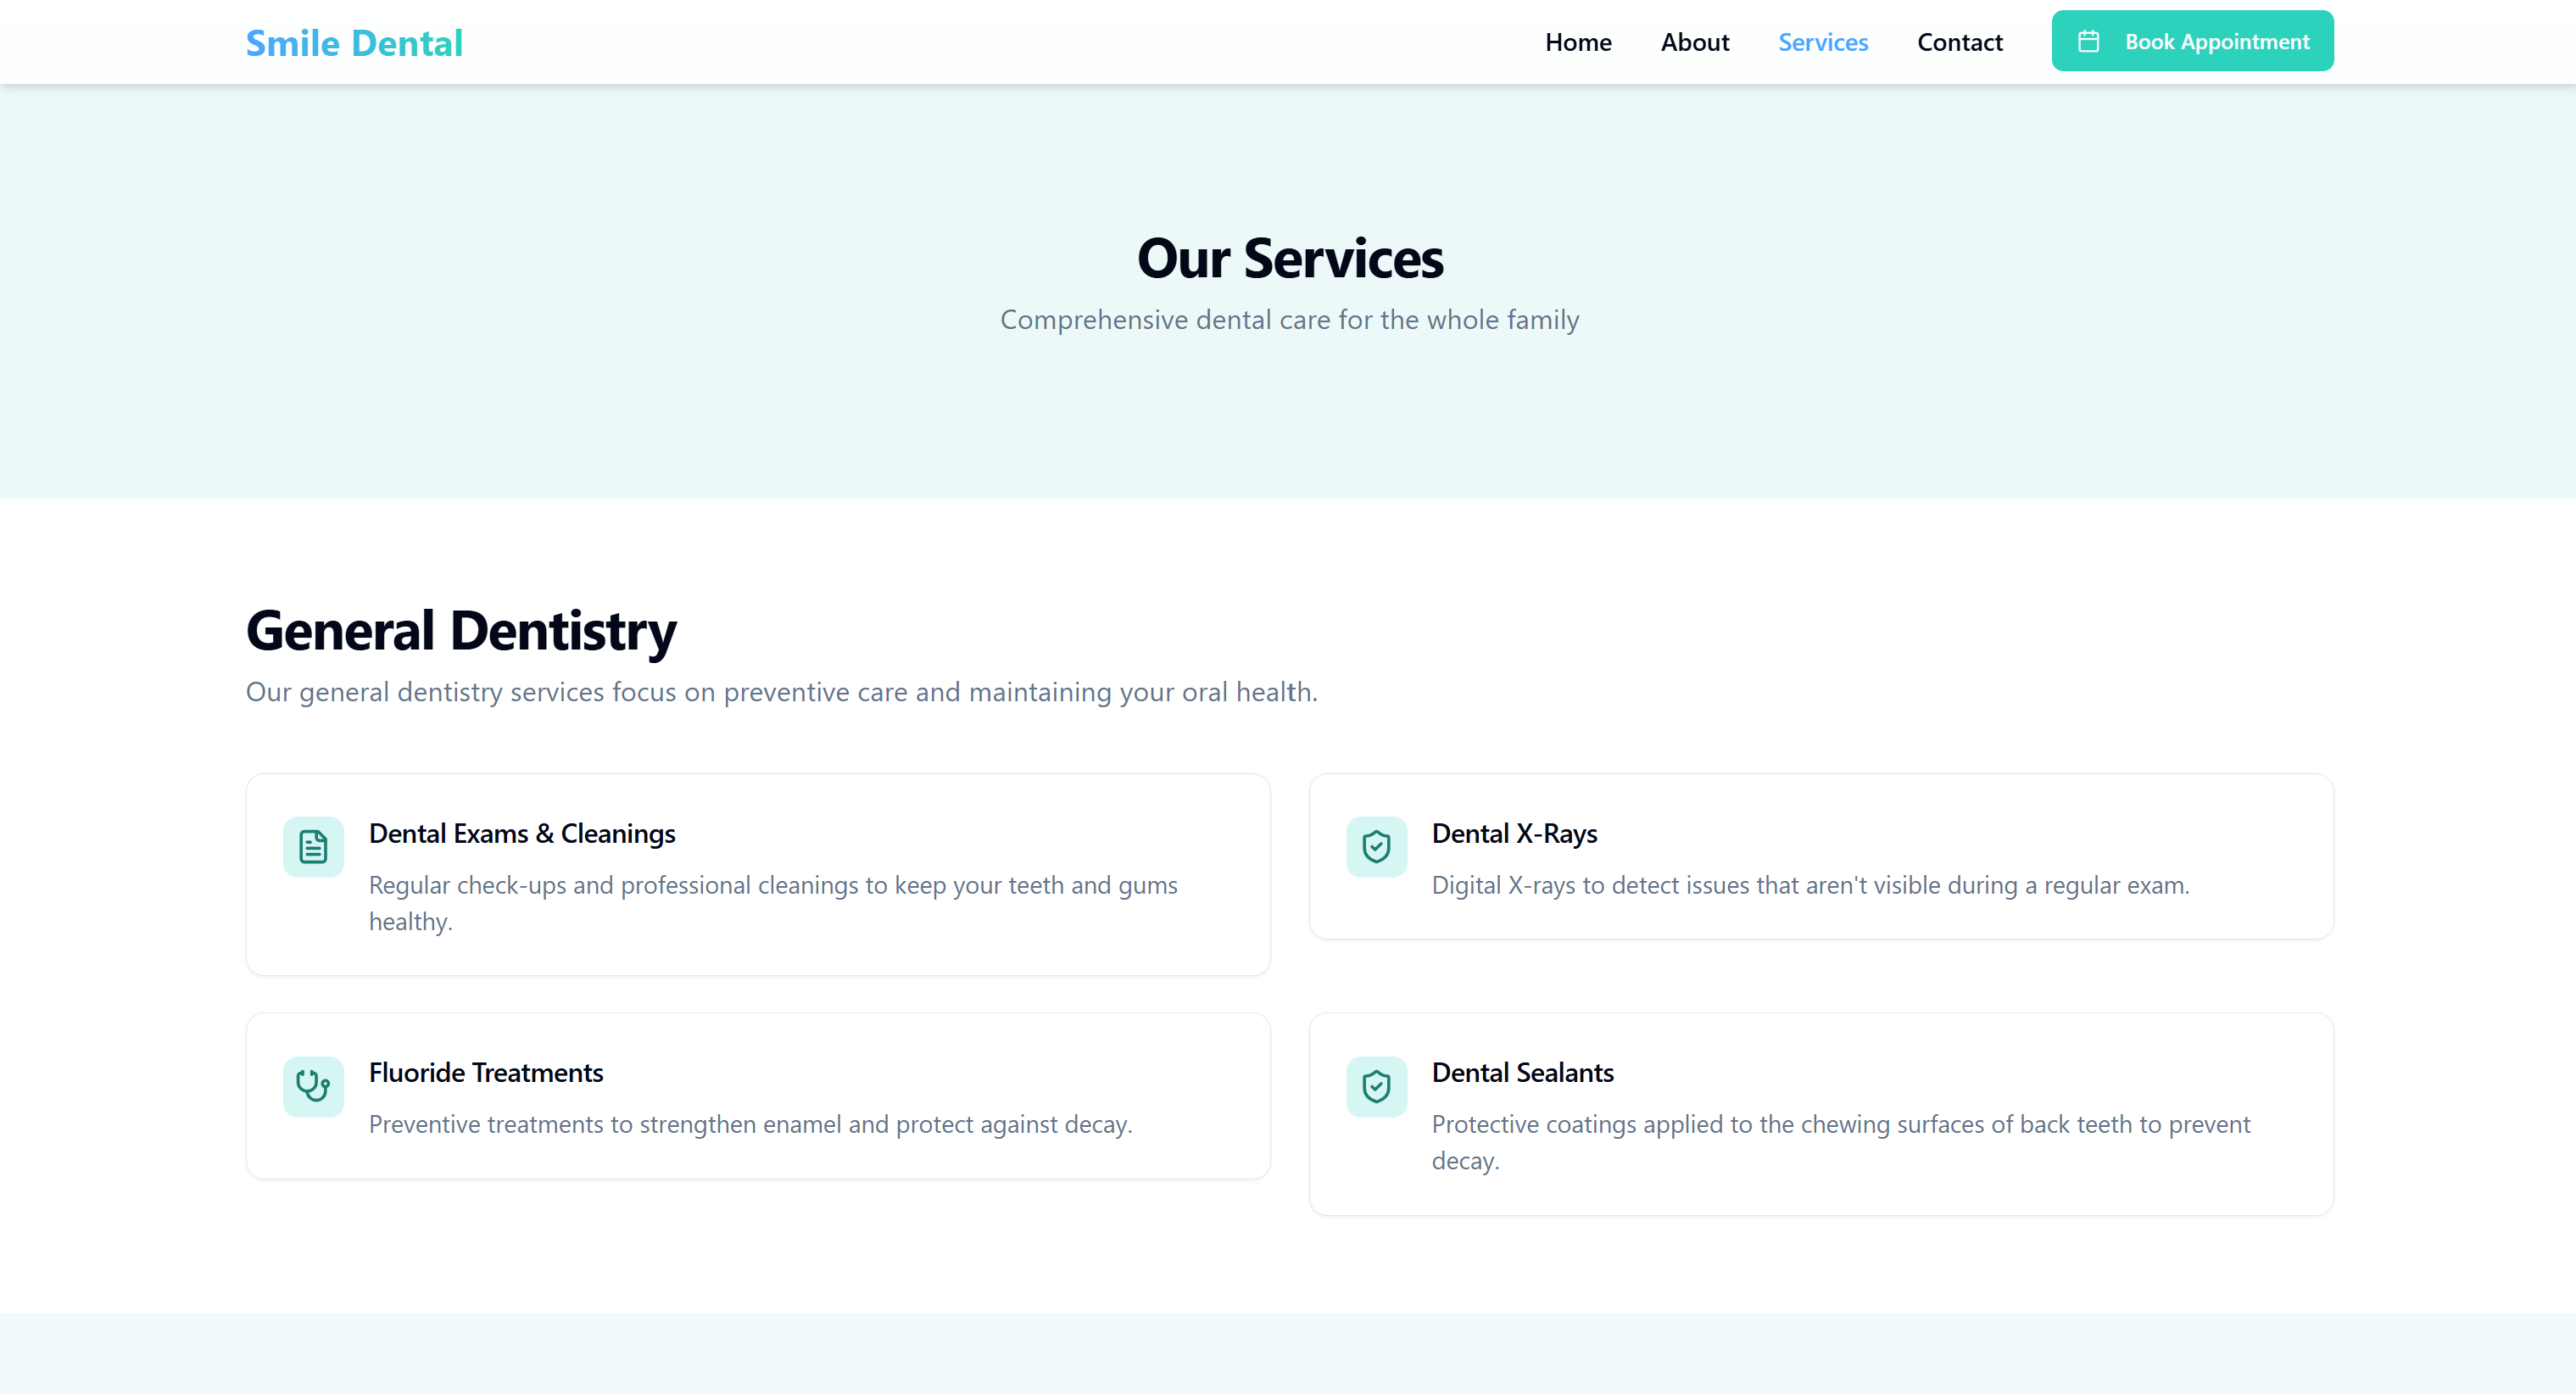 Smile Dental
Home
About
Services
Contact
Book Appointment
Our Services
Comprehensive dental care for the whole family
General Dentistry
Our general dentistry services focus on preventive care and maintaining your oral health.
Dental Exams & Cleanings
Regular check-ups and professional cleanings to keep your teeth and gums
healthy.
Dental X-Rays
Digital X-rays to detect issues that aren't visible during a regular exam.
Fluoride Treatments
Preventive treatments to strengthen enamel and protect against decay.
Dental Sealants
Protective coatings applied to the chewing surfaces of back teeth to prevent
decay.